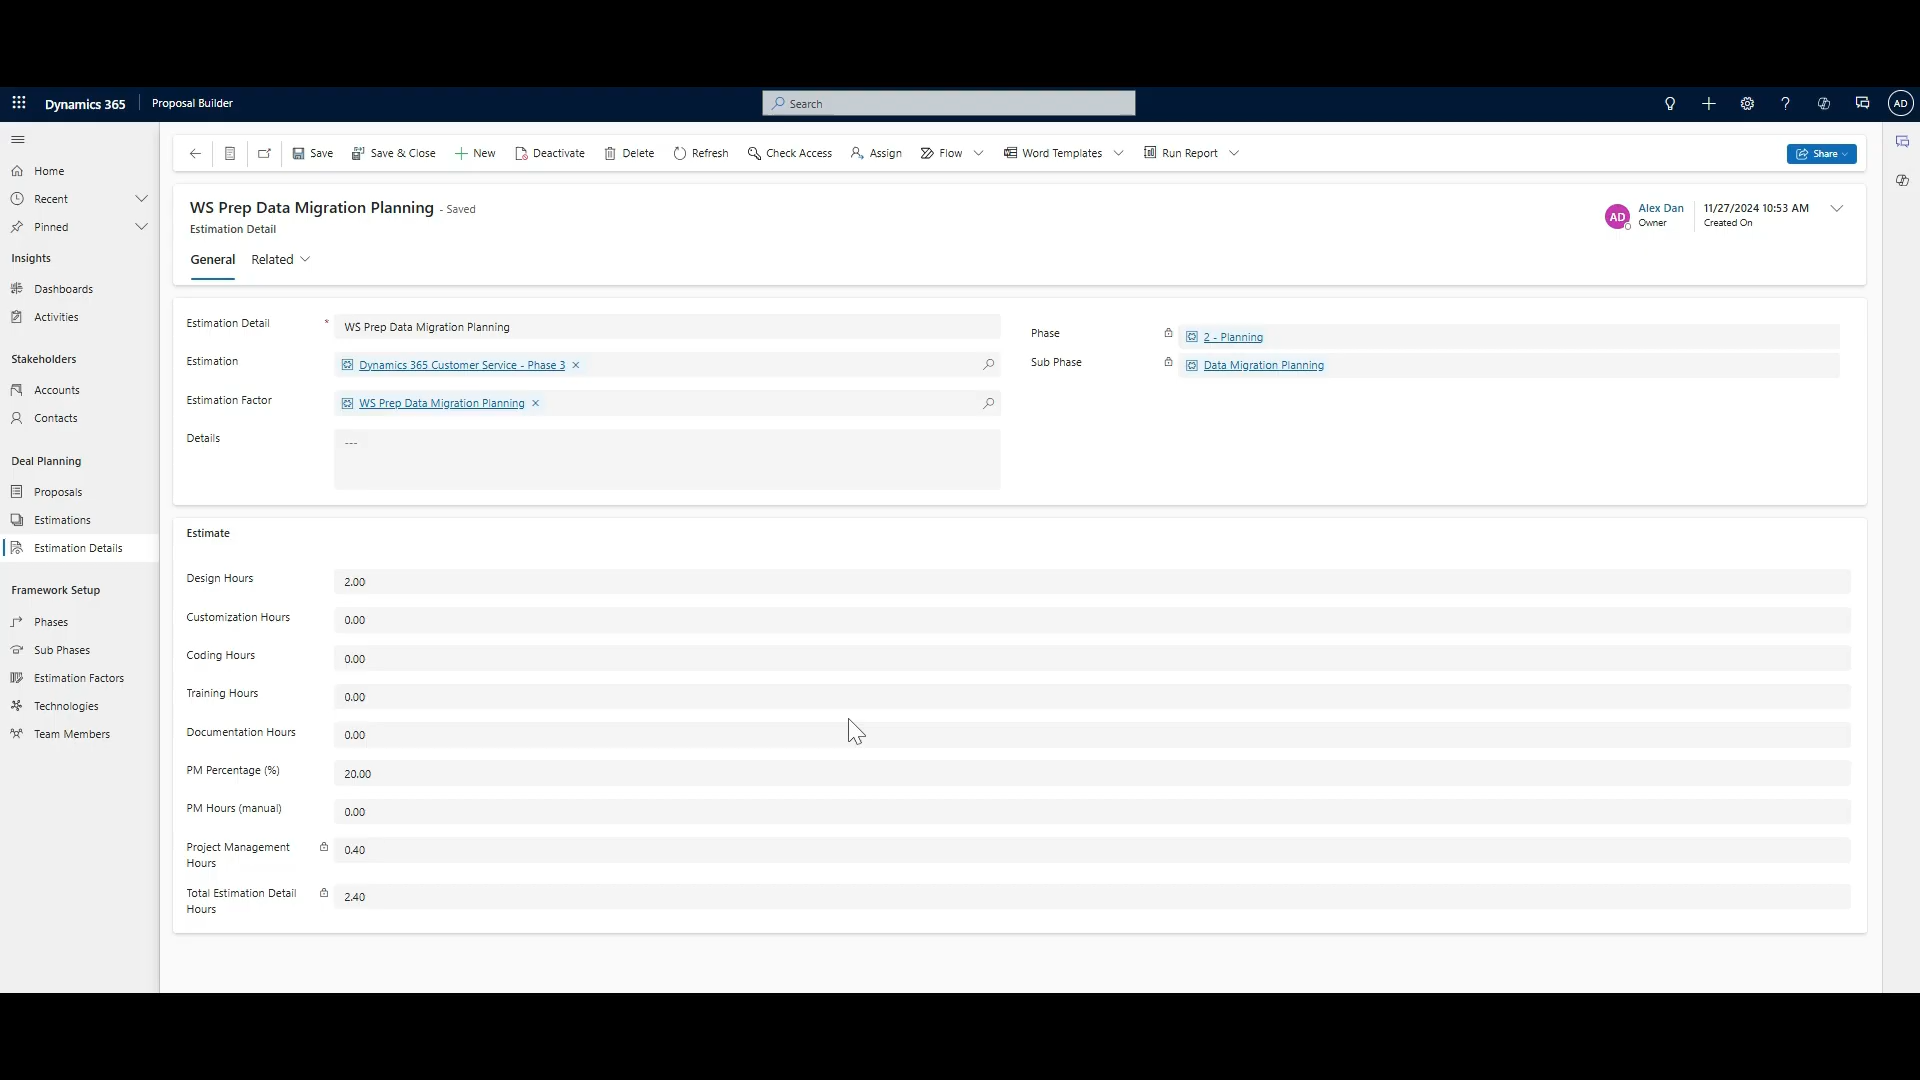 Dynamics 365
Proposal Builder
Search
AD
Home
Recent
Pinned
Insights
Dashboards
Activities
Stakeholders
Accounts
Contacts
Deal Planning
Proposals
Estimations
Estimation Details
Framework Setup
Phases
Sub Phases
Estimation Factors
Technologies
Team Members
Save
Save & Close
New
Deactivate
Delete
Refresh
Check Access
Assign
Flow
Word Templates
Run Report
Share
WS Prep Data Migration Planning - Saved
Estimation Detail
AD
Alex Dan
Owner
11/27/2024 10:53 AM
Created On
General
Related
Estimation Detail * WS Prep Data Migration Planning
Estimation Dynamics 365 Customer Service - Phase 3
Estimation Factor WS Prep Data Migration Planning
Details ---
Phase 2 - Planning
Sub Phase Data Migration Planning
Estimate
Design Hours 2.00
Customization Hours 0.00
Coding Hours 0.00
Training Hours 0.00
Documentation Hours 0.00
PM Percentage (%) 20.00
PM Hours (manual) 0.00
Project Management 0.40
Hours
Total Estimation Detail 2.40
Hours